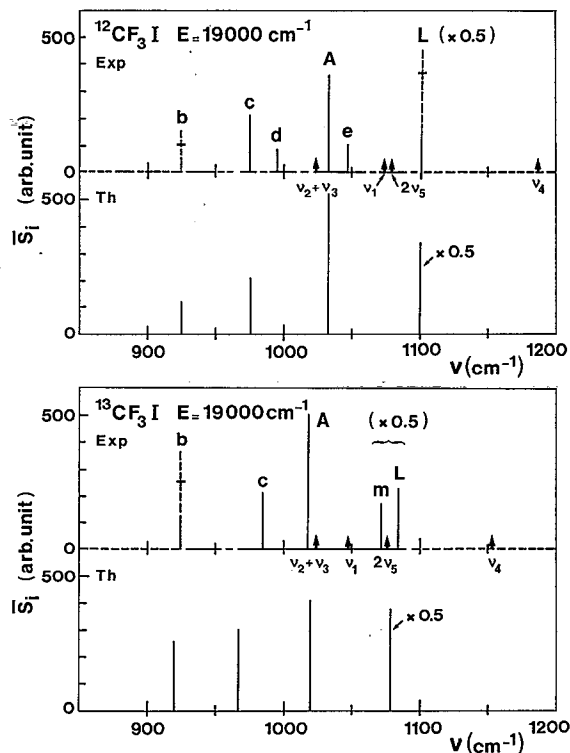 ¹²CF₃I E=19000 cm⁻¹
Exp
500
0
b
c
d
A
e
L (×0.5)
ν₂+ν₃
ν₁
2ν₅
ν₄
S̄ᵢ (arb.unit)
Th
500
0
×0.5
900
1000
1100
1200
ν(cm⁻¹)
¹³CF₃I E=19000cm⁻¹
Exp
500
0
b
c
A
(×0.5)
m
L
ν₂+ν₃
ν₁
2ν₅
ν₄
S̄ᵢ (arb.unit)
Th
500
0
×0.5
900
1000
1100
1200
ν(cm⁻¹)